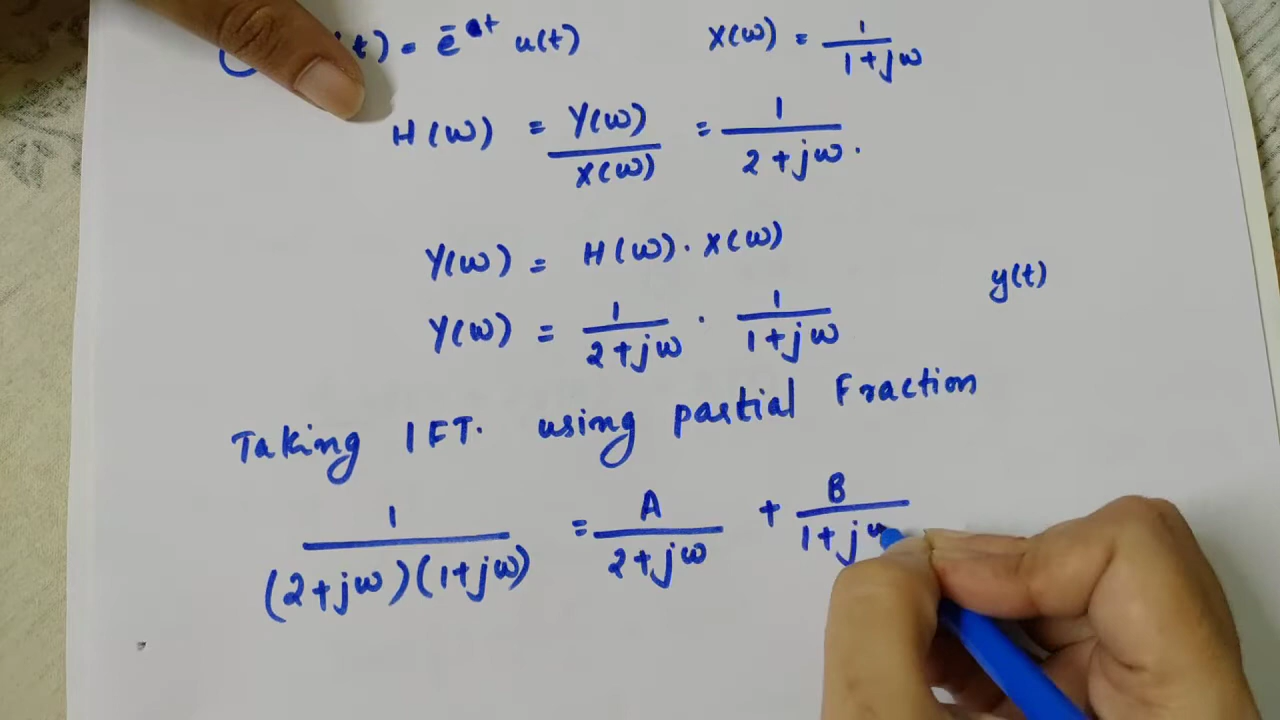 (t) = e^{-at} u(t) X(ω) = 1/(1+jω)
H(ω) = Y(ω)/X(ω) = 1/(2+jω).
Y(ω) = H(ω) . X(ω)
y(t)
Y(ω) = 1/(2+jω) . 1/(1+jω)
Taking IFT. using partial Fraction
1/((2+jω)(1+jω)) = A/(2+jω) + B/(1+jω